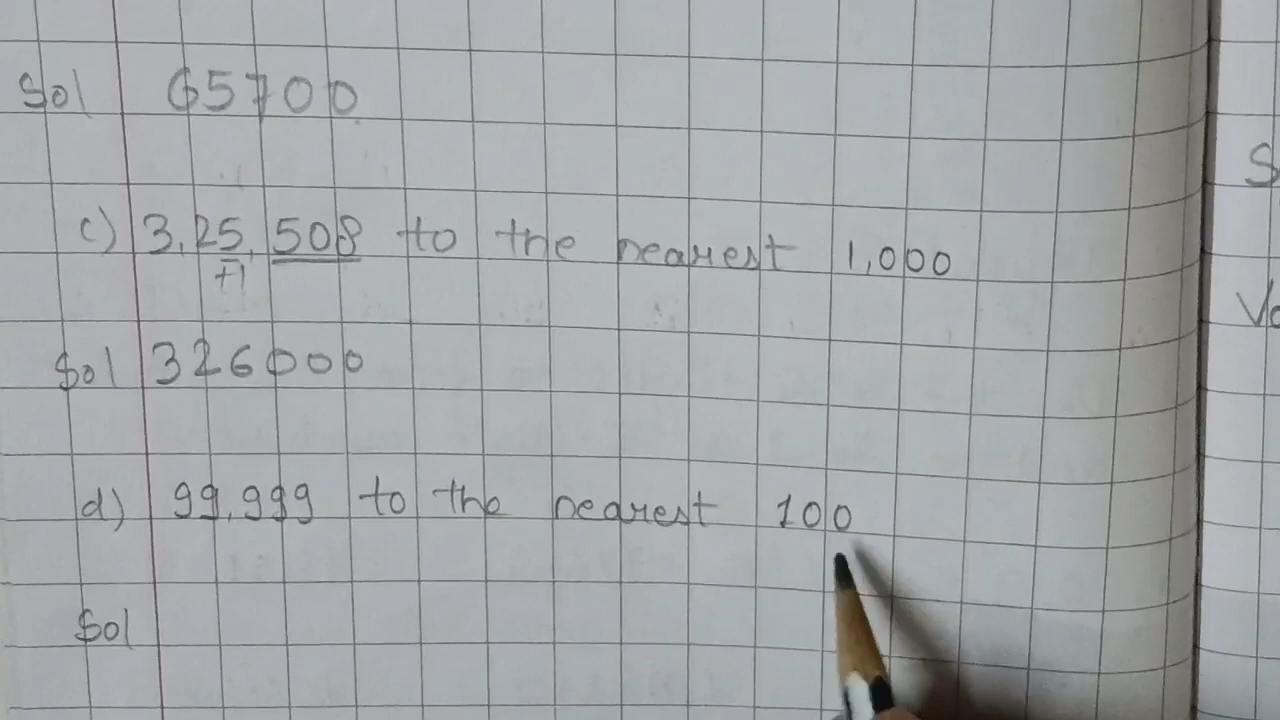 Sol 65700
c) 3,25,508 to the nearest 1,000
+1
Sol 326000
d) 99,999 to the nearest 100
Sol